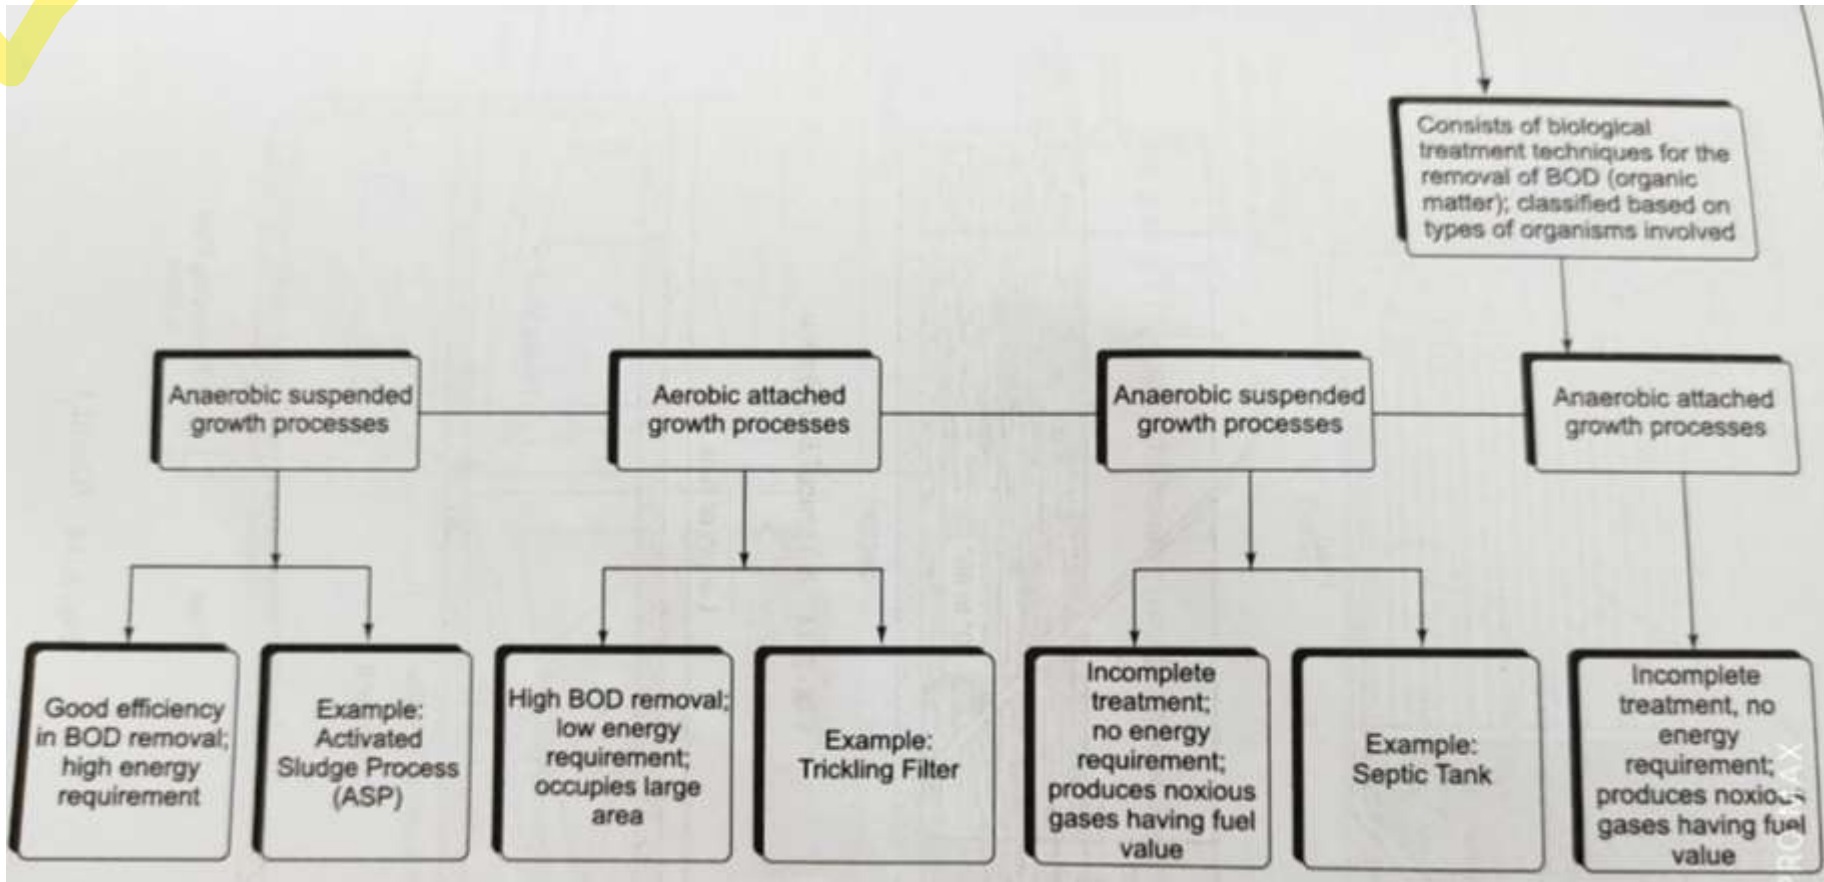 Consists of biological
treatment techniques for the
removal of BOD (organic
matter); classified based on
types of organisms involved
Anaerobic suspended
growth processes
Aerobic attached
growth processes
Anaerobic suspended
growth processes
Anaerobic attached
growth processes
Good efficiency
in BOD removal;
high energy
requirement
Example:
Activated
Sludge Process
(ASP)
High BOD removal;
low energy
requirement;
occupies large
area
Example:
Trickling Filter
Incomplete
treatment;
no energy
requirement;
produces noxious
gases having fuel
value
Example:
Septic Tank
Incomplete
treatment, no
energy
requirement;
produces noxious
gases having fuel
value